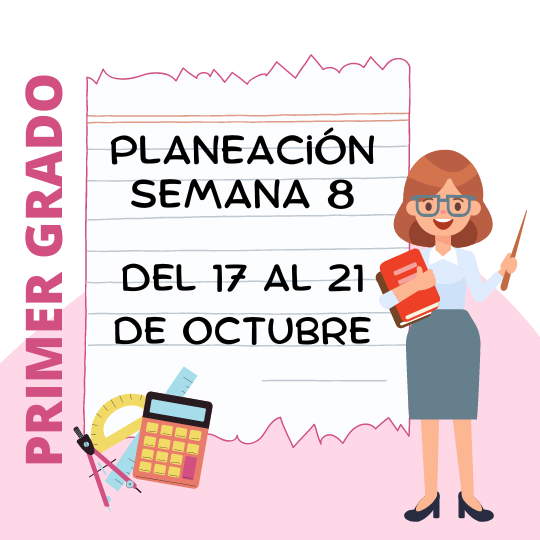 PRIMER GRADO
PLANEACIÓN
SEMANA 8
DEL 17 AL 21
DE OCTUBRE